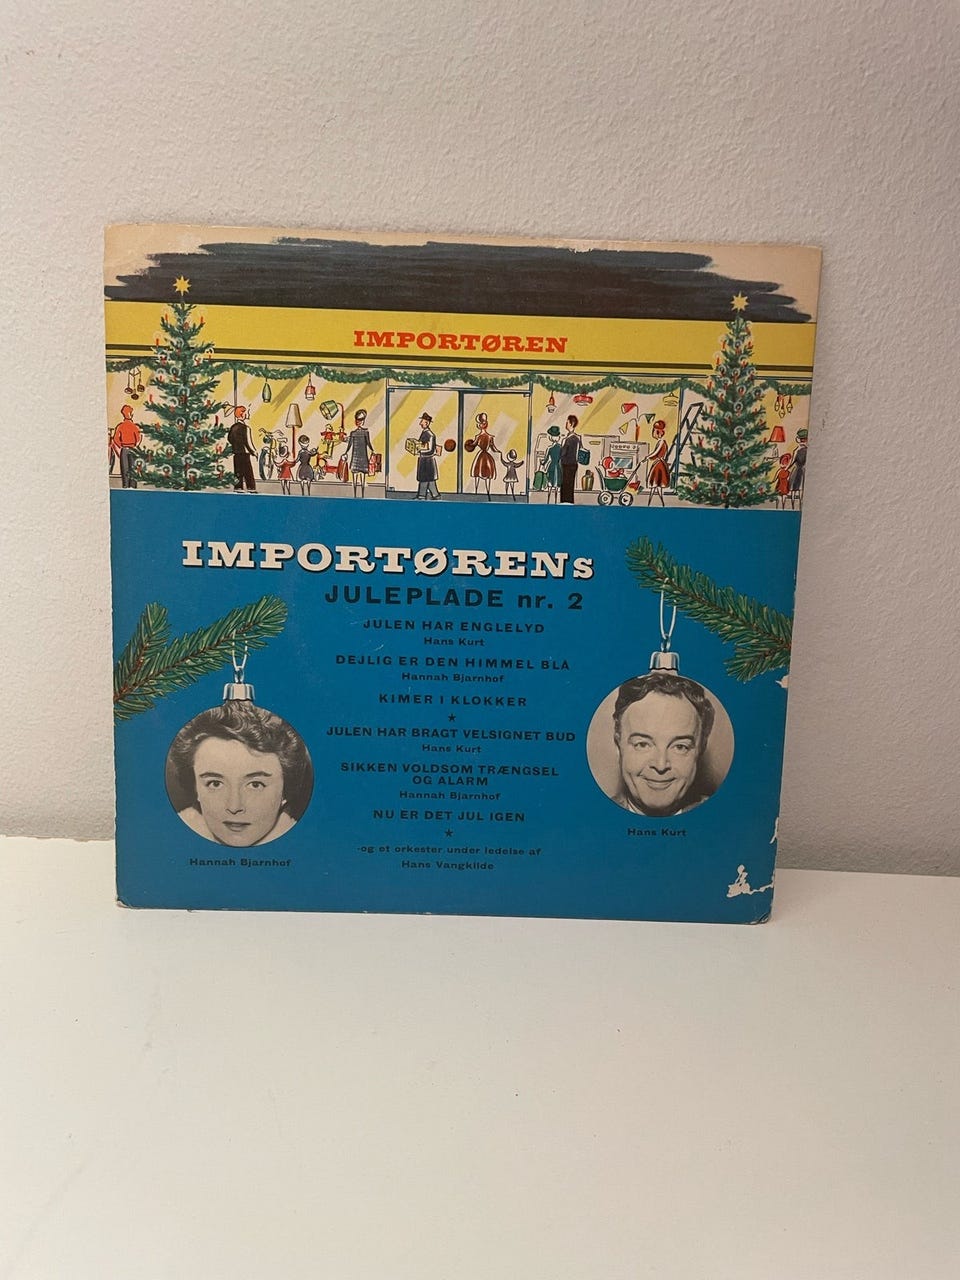 IMPORTØREN
IMPORTØRENs
JULEPLADE nr. 2
JULEN HAR ENGLELYD
Hans Kurt
DEJLIG ER DEN HIMMEL BLÅ
Hannah Bjarnhof
KIMER I KLOKKER
★
JULEN HAR BRAGT VELSIGNET BUD
Hans Kurt
SIKKEN VOLDSOM TRÆNGSEL
OG ALARM
Hannah Bjarnhof
NU ER DET JUL IGEN
★
-og et orkester under ledelse af
Hans Vangkilde
Hannah Bjarnhof
Hans Kurt